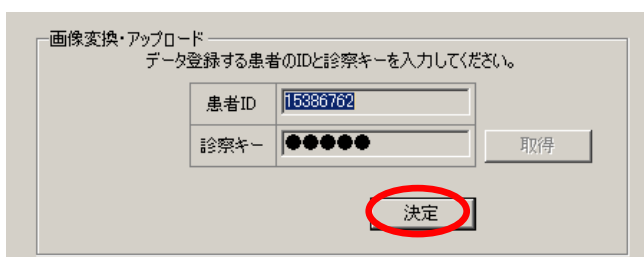 画像変換・アップロード
データ登録する患者のIDと診察キーを入力してください。
患者ID 15386762
診察キー ●●●●● 取得
決定